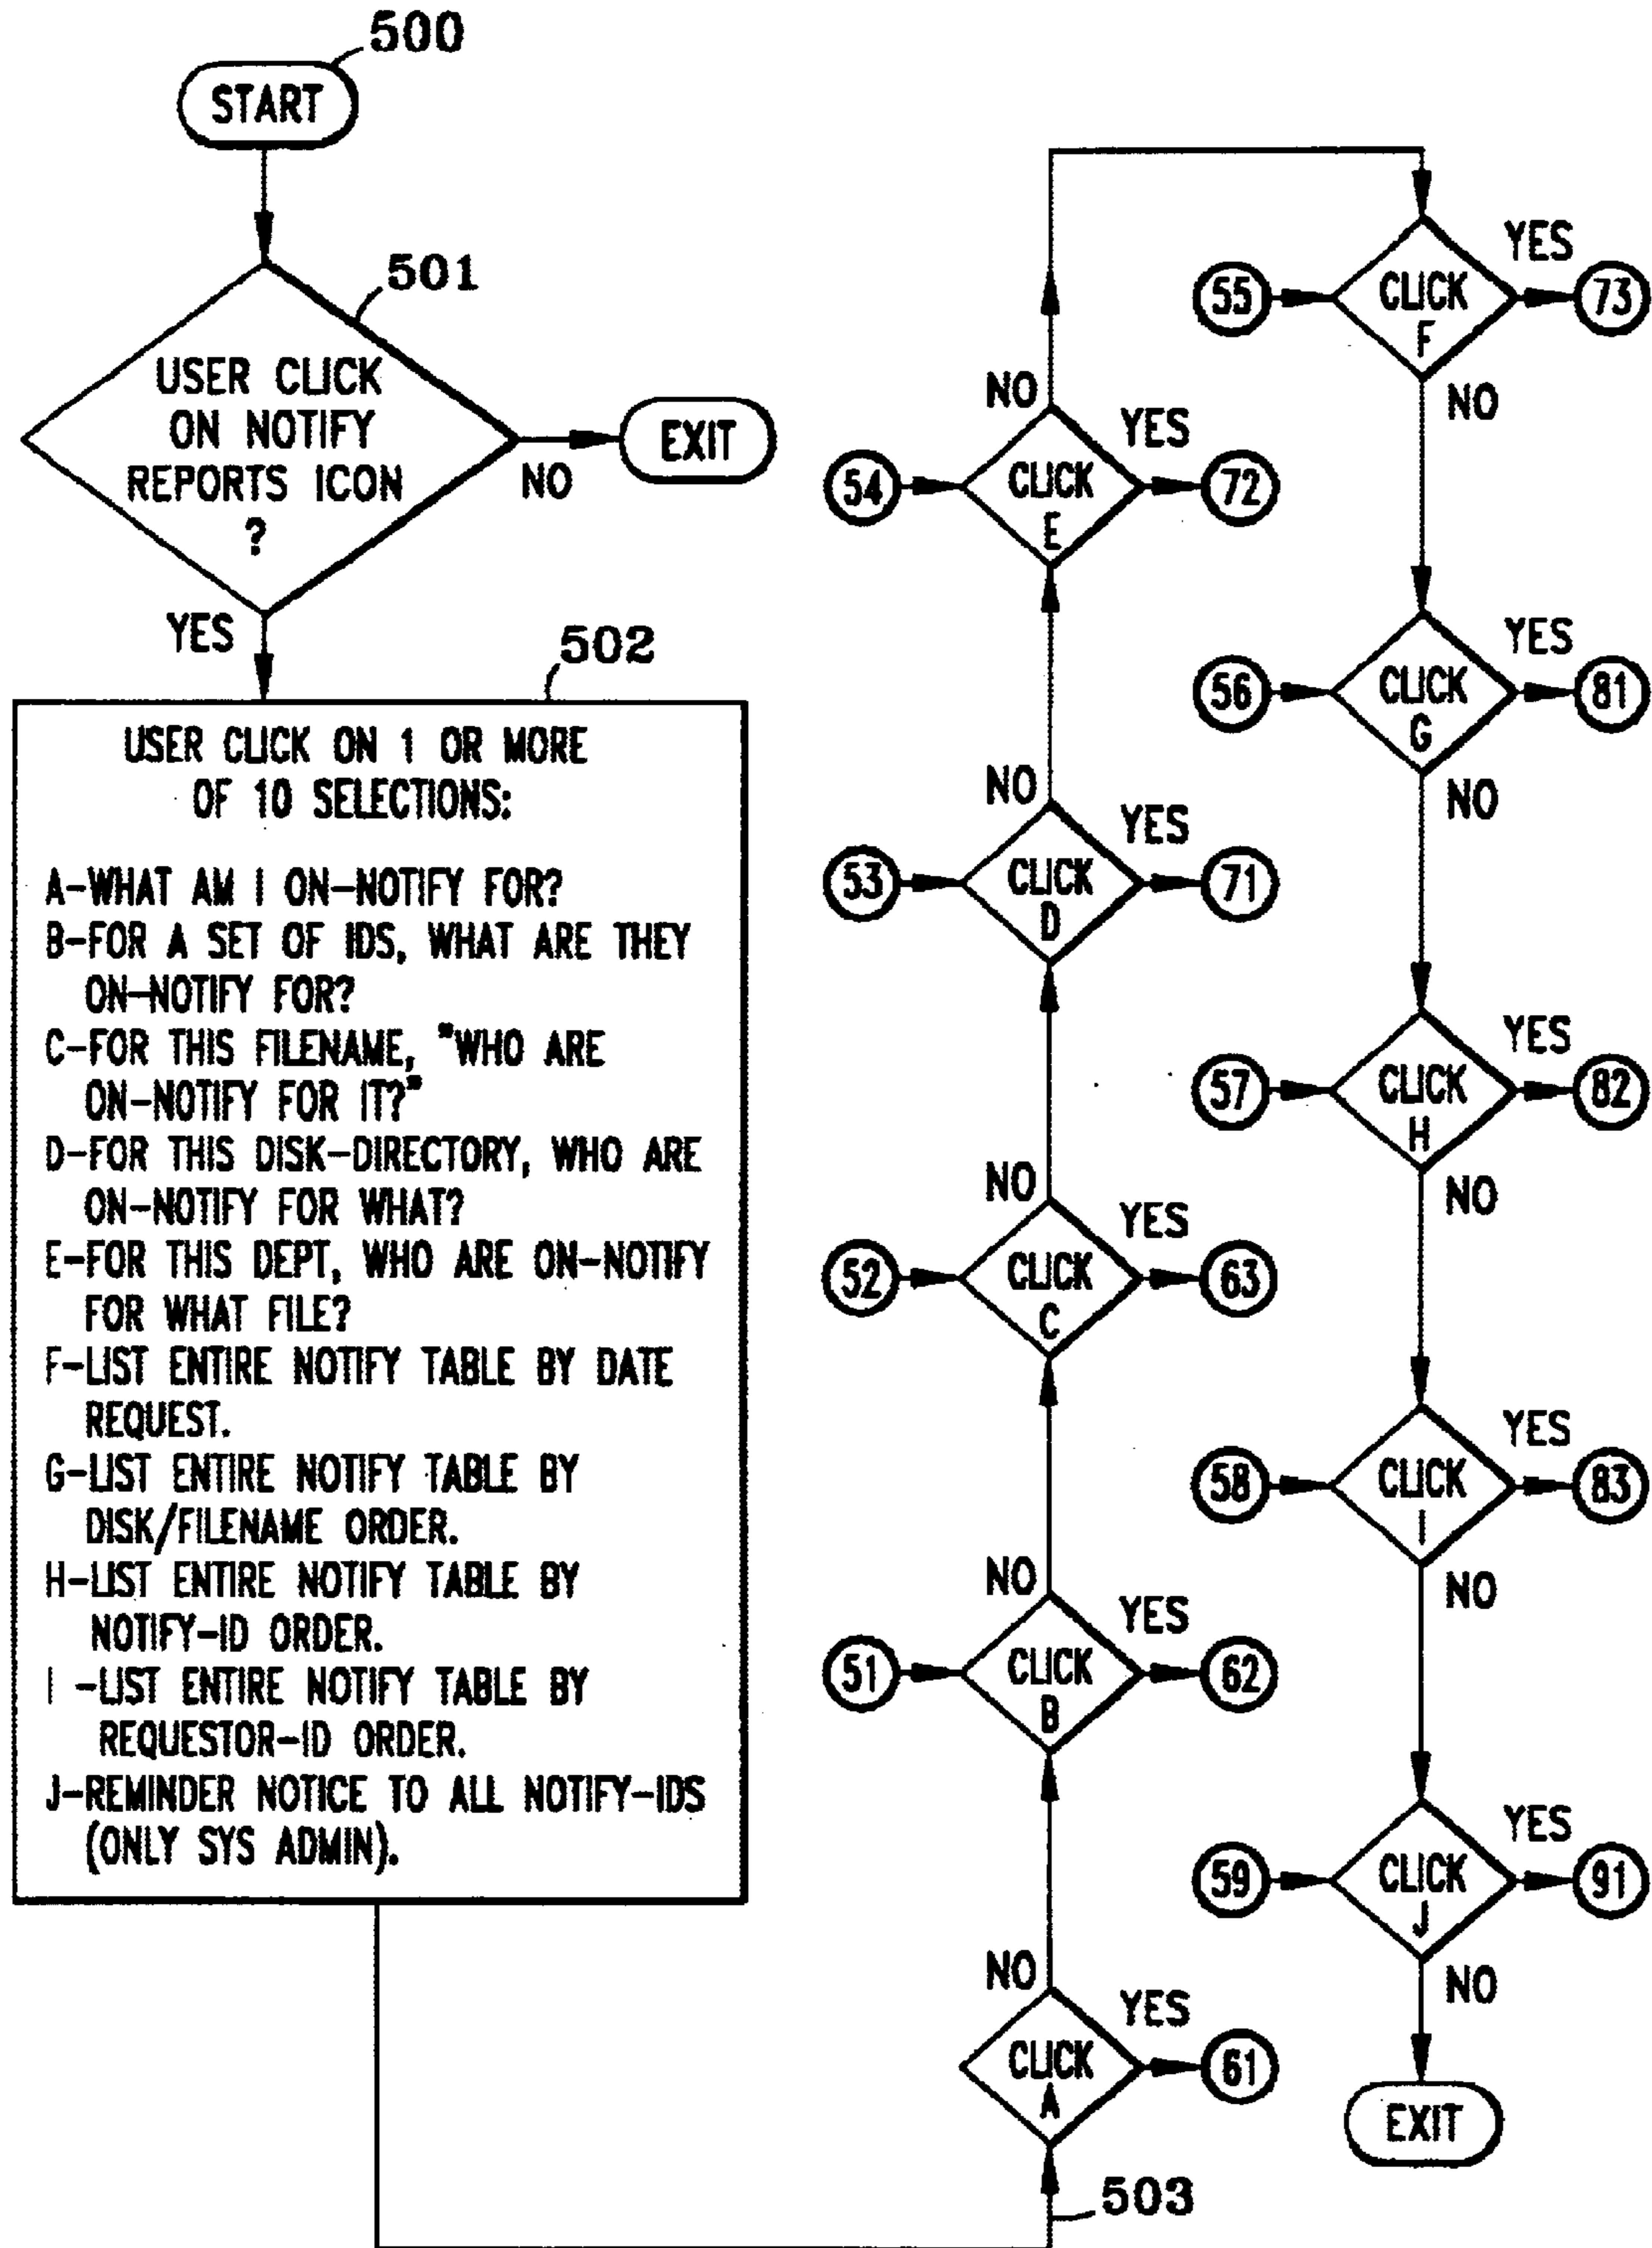 500
START
501
USER CLICK
ON NOTIFY
REPORTS ICON
?
NO
EXIT
YES
502
USER CLICK ON 1 OR MORE
OF 10 SELECTIONS:
A-WHAT AM I ON-NOTIFY FOR?
B-FOR A SET OF IDS, WHAT ARE THEY
ON-NOTIFY FOR?
C-FOR THIS FILENAME, "WHO ARE
ON-NOTIFY FOR IT?"
D-FOR THIS DISK-DIRECTORY, WHO ARE
ON-NOTIFY FOR WHAT?
E-FOR THIS DEPT, WHO ARE ON-NOTIFY
FOR WHAT FILE?
F-LIST ENTIRE NOTIFY TABLE BY DATE
REQUEST.
G-LIST ENTIRE NOTIFY TABLE BY
DISK/FILENAME ORDER.
H-LIST ENTIRE NOTIFY TABLE BY
NOTIFY-ID ORDER.
I -LIST ENTIRE NOTIFY TABLE BY
REQUESTOR-ID ORDER.
J-REMINDER NOTICE TO ALL NOTIFY-IDS
(ONLY SYS ADMIN).
503
CLICK
A
YES
61
NO
51
CLICK
B
YES
62
NO
52
CLICK
C
YES
63
NO
53
CLICK
D
YES
71
NO
54
CLICK
E
YES
72
NO
55
CLICK
F
YES
73
NO
56
CLICK
G
YES
81
NO
57
CLICK
H
YES
82
NO
58
CLICK
I
YES
83
NO
59
CLICK
J
YES
91
NO
EXIT